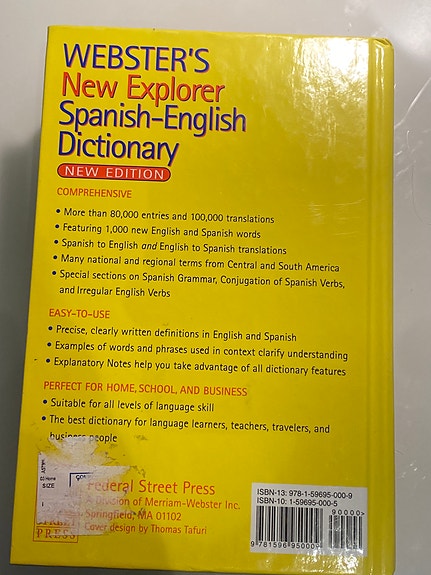 WEBSTER'S
New Explorer
Spanish-English
Dictionary
NEW EDITION
COMPREHENSIVE
• More than 80,000 entries and 100,000 translations
• Featuring 1,000 new English and Spanish words
• Spanish to English and English to Spanish translations
• Many national and regional terms from Central and South America
• Special sections on Spanish Grammar, Conjugation of Spanish Verbs,
and Irregular English Verbs
EASY-TO-USE
• Precise, clearly written definitions in English and Spanish
• Examples of words and phrases used in context clarify understanding
• Explanatory Notes help you take advantage of all dictionary features
PERFECT FOR HOME, SCHOOL, AND BUSINESS
• Suitable for all levels of language skill
• The best dictionary for language learners, teachers, travelers, and
business people
SIZE
PRESS
Federal Street Press
A Division of Merriam-Webster Inc.
Springfield, MA 01102
Cover design by Thomas Tafuri
ISBN-13: 978-1-59695-000-9
ISBN-10: 1-59695-000-5
90000>
9 781596 95000